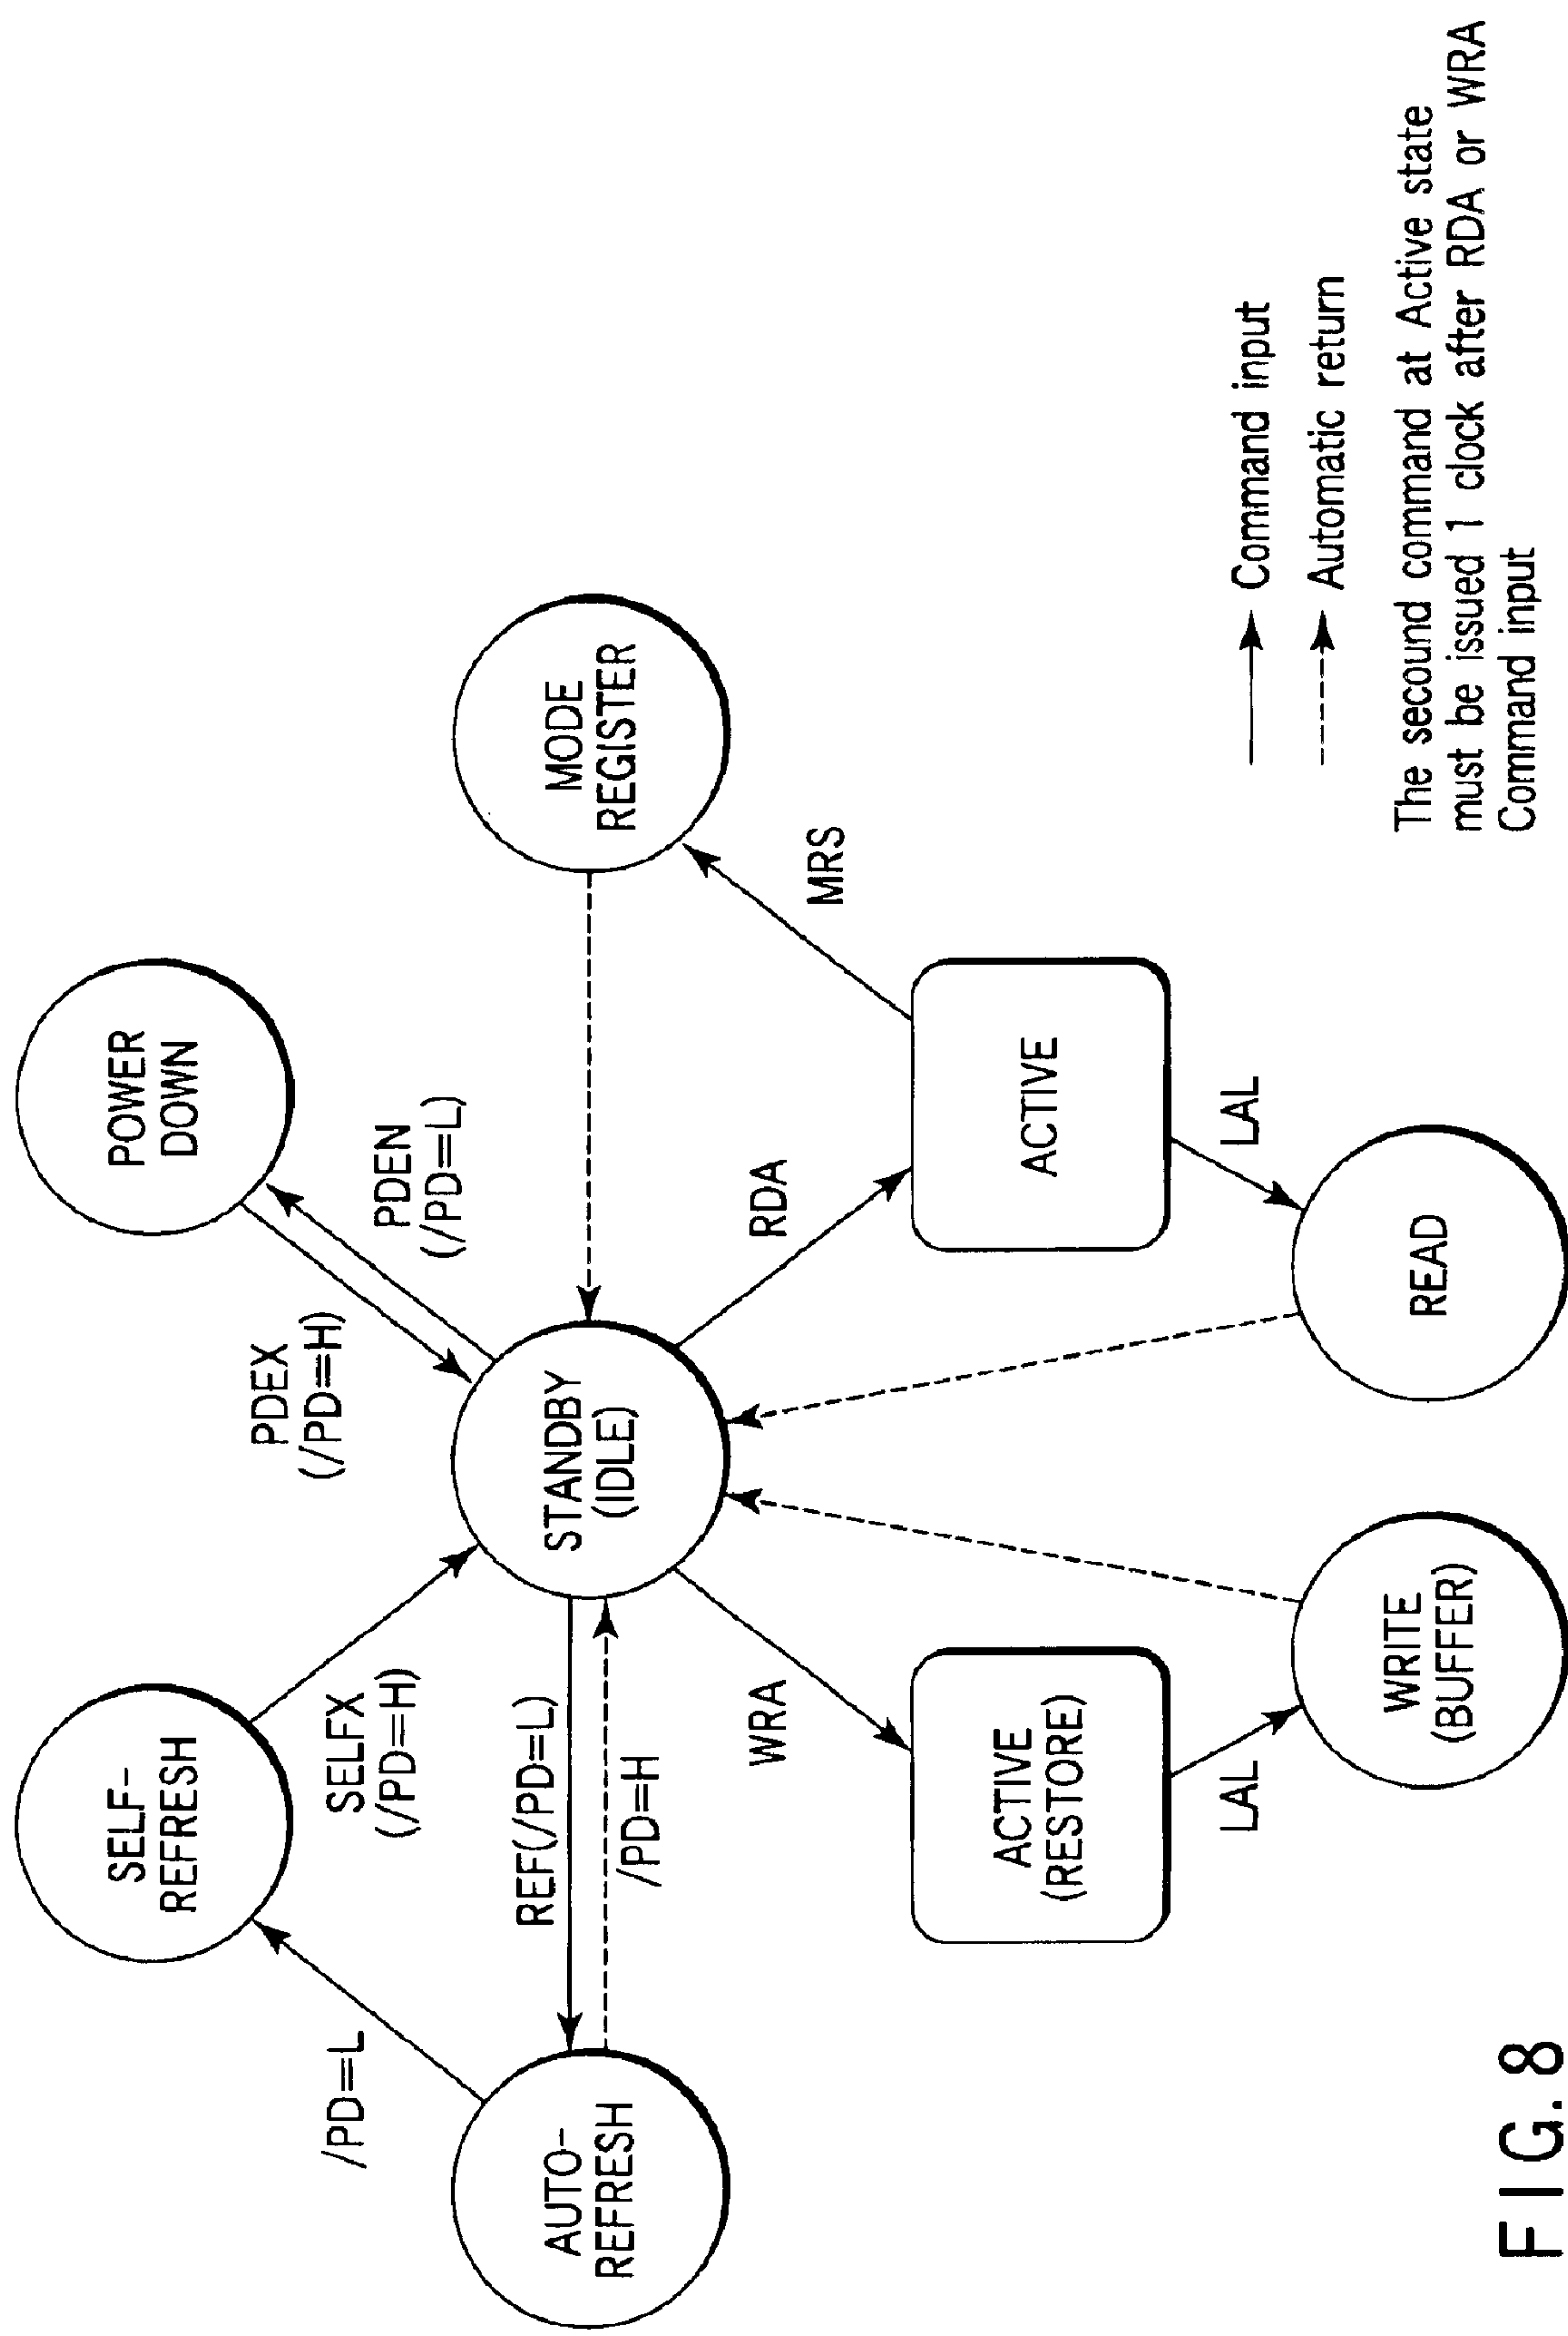 SELF-
REFRESH
POWER
DOWN
/PD=L
SELFX
(/PD=H)
PDEX
(/PD=H)
PDEN
(/PD=L)
AUTO-
REFRESH
REF(/PD=L)
/PD=H
STANDBY
(IDLE)
MODE
REGISTER
WRA
RDA
MRS
ACTIVE
(RESTORE)
ACTIVE
LAL
LAL
WRITE
(BUFFER)
READ
Command input
Automatic return
The second command at Active state
must be issued 1 clock after RDA or WRA
Command input
FIG. 8